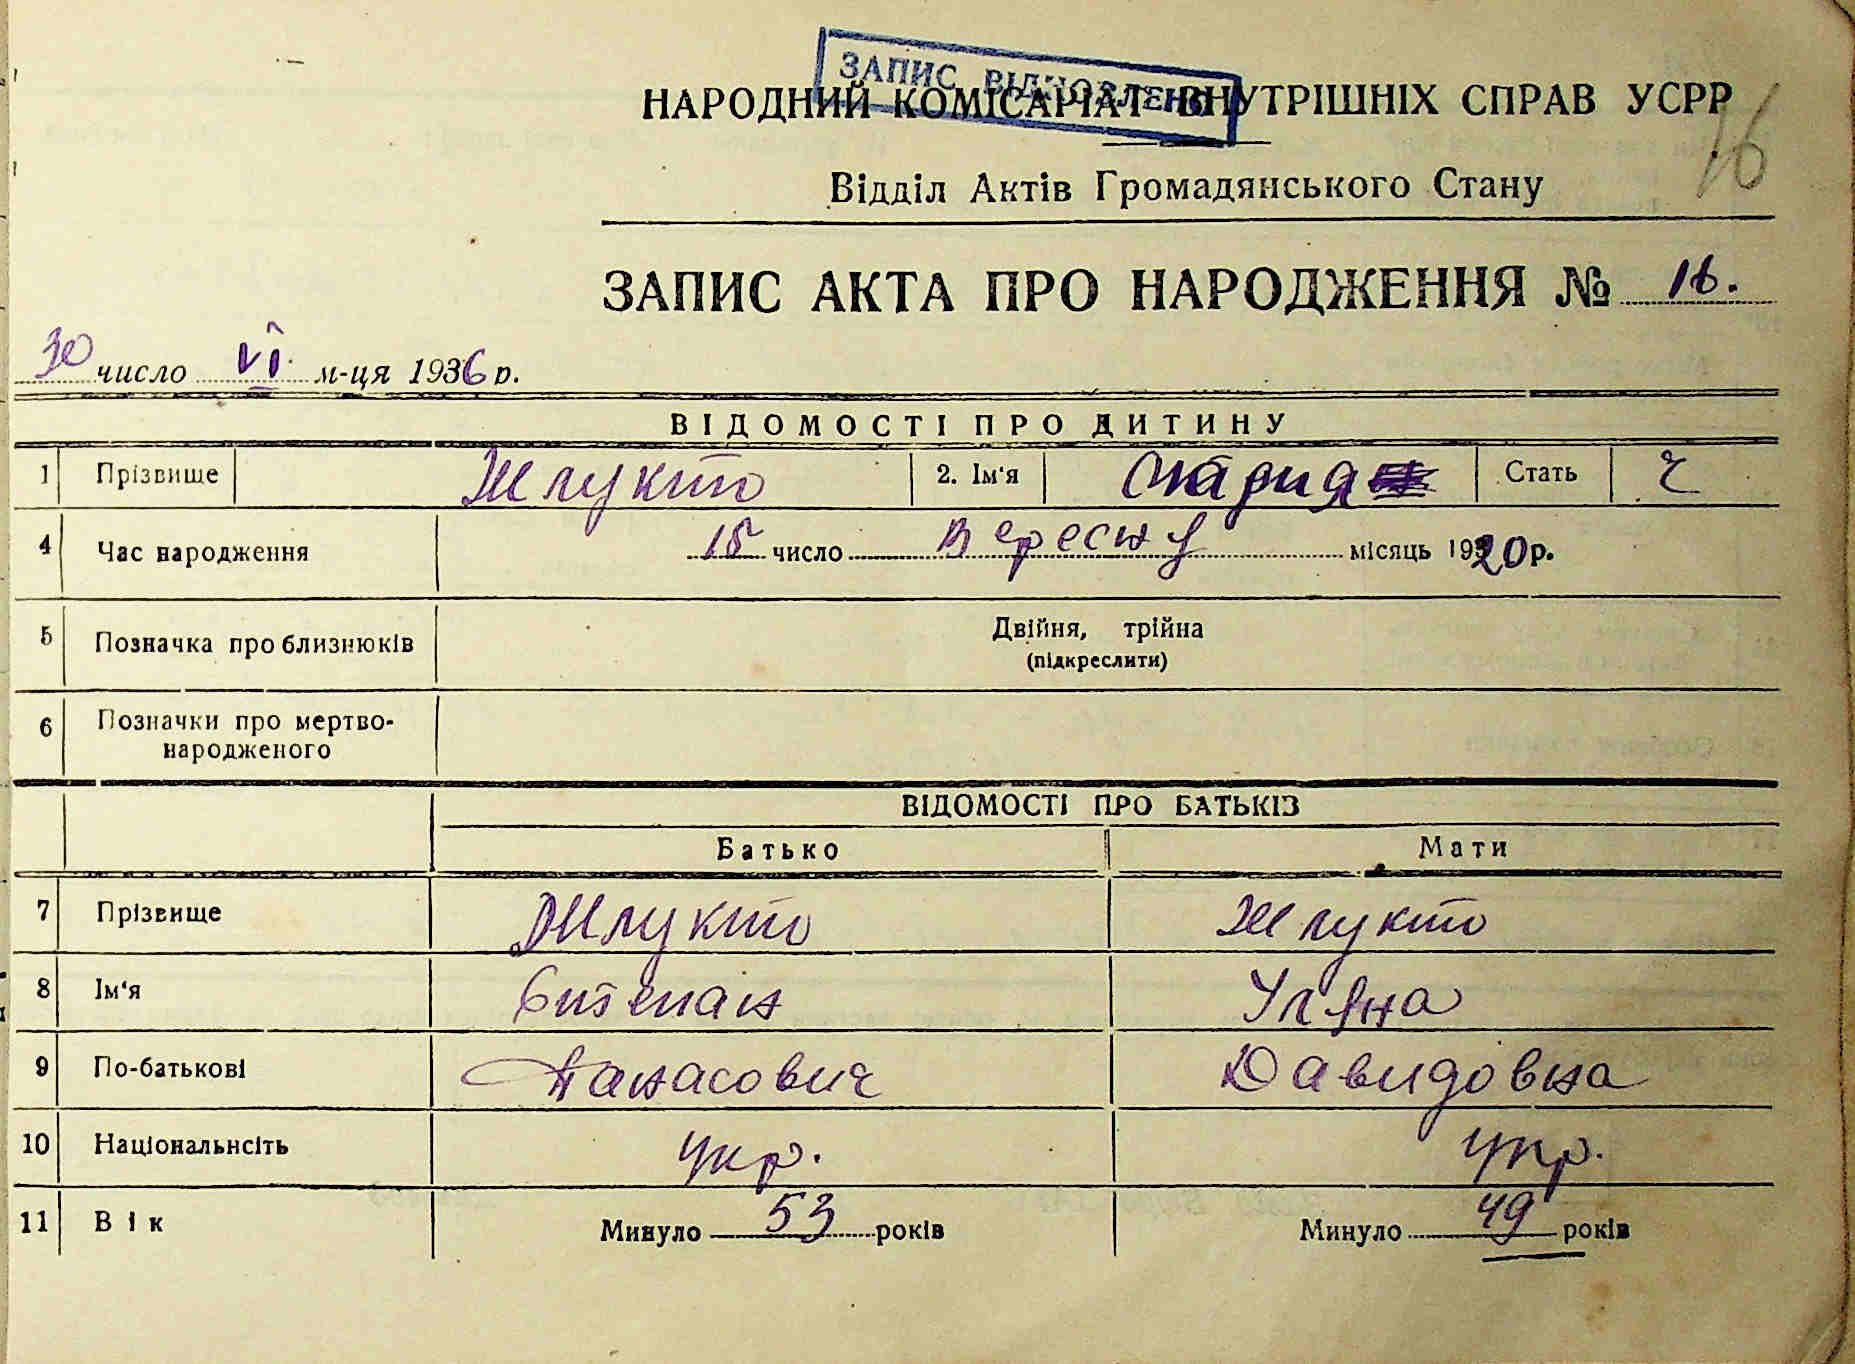 ЗАПИС ВІДНОВЛЕНО
НАРОДНИЙ КОМІСАРІАТ ВНУТРІШНІХ СПРАВ УСРР
16
Відділ Актів Громадянського Стану
ЗАПИС АКТА ПРО НАРОДЖЕННЯ № 16.
30 число VI м-ця 1936 р.
ВІДОМОСТІ ПРО ДИТИНУ
1 Прізвище Жлукто 2. Ім'я Стать ч
4 Час народження 15 число Вересня місяць 1920 р.
5 Позначка про близнюків Двійня, трійна
(підкреслити)
6 Позначки про мертво-
народженого
ВІДОМОСТІ ПРО БАТЬКІВ
Батько Мати
7 Прізвище Жлукто Жлукто
8 Ім'я Степан Уляна
9 По-батькові Панасович Давидовна
10 Національнсіть укр. укр.
11 Вік Минуло 53 років Минуло 49 років